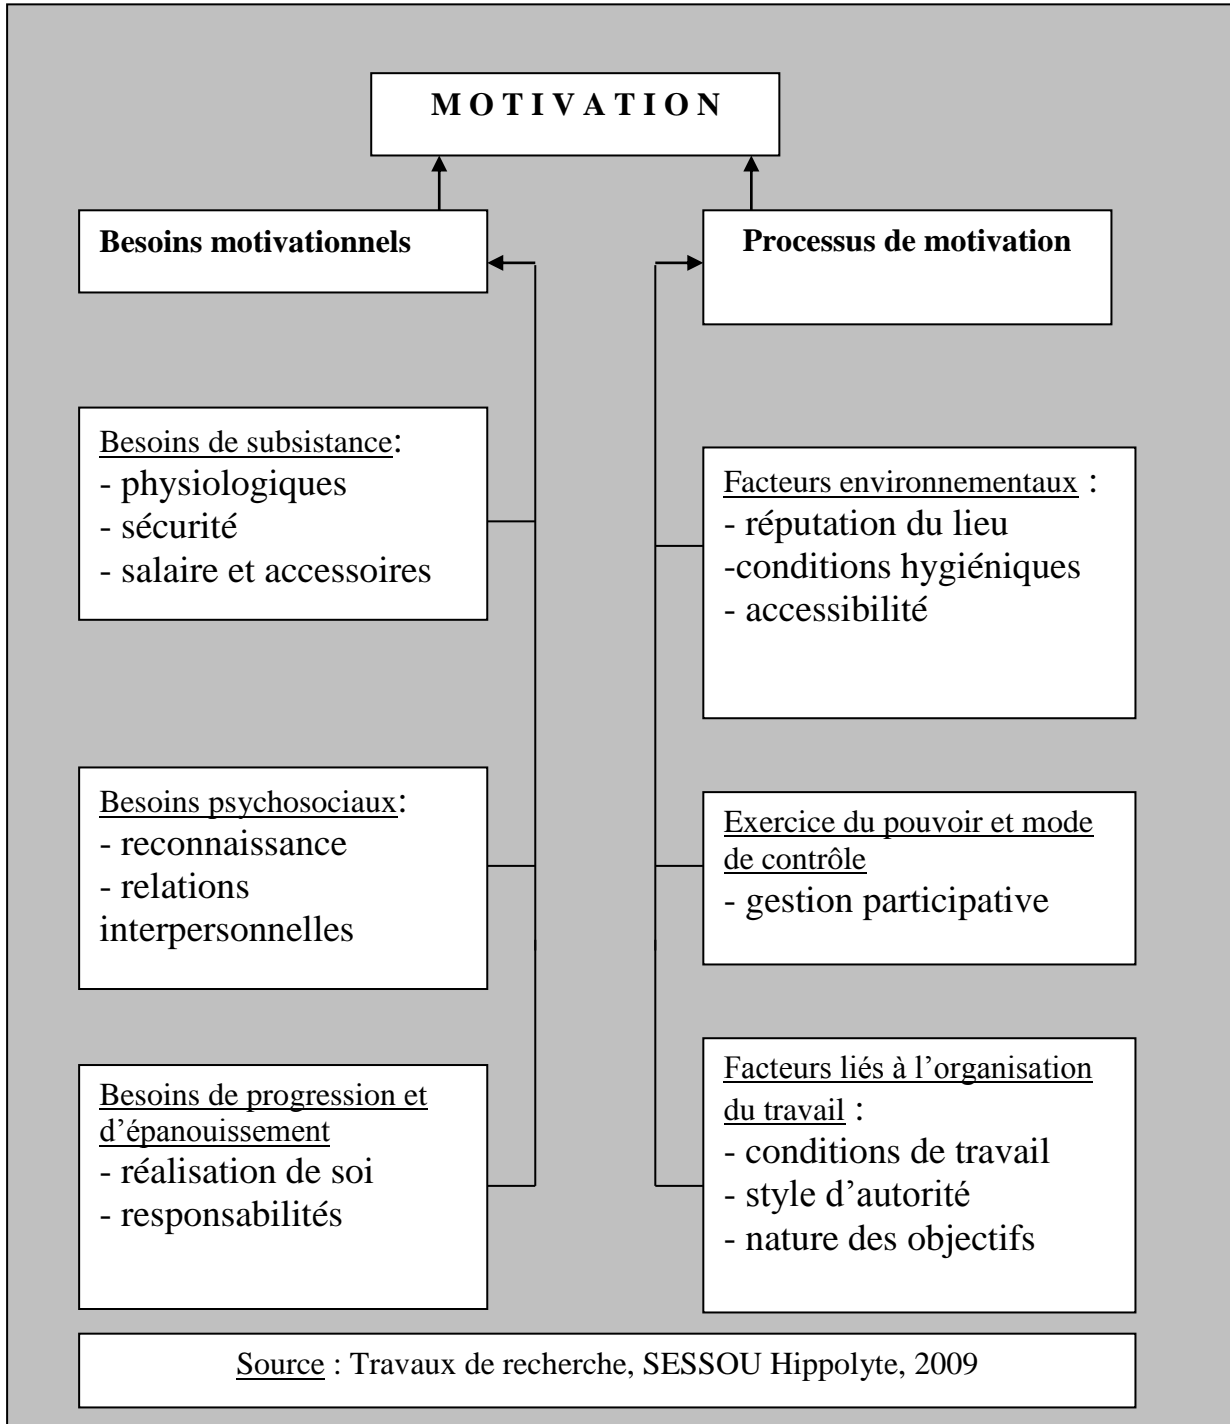 M O T I V A T I O N
Besoins motivationnels
Processus de motivation
Besoins de subsistance:
- physiologiques
- sécurité
- salaire et accessoires
Facteurs environnementaux :
- réputation du lieu
-conditions hygiéniques
- accessibilité
Besoins psychosociaux:
- reconnaissance
- relations
interpersonnelles
Exercice du pouvoir et mode
de contrôle
- gestion participative
Besoins de progression et
d’épanouissement
- réalisation de soi
- responsabilités
Facteurs liés à l’organisation
du travail :
- conditions de travail
- style d’autorité
- nature des objectifs
Source : Travaux de recherche, SESSOU Hippolyte, 2009